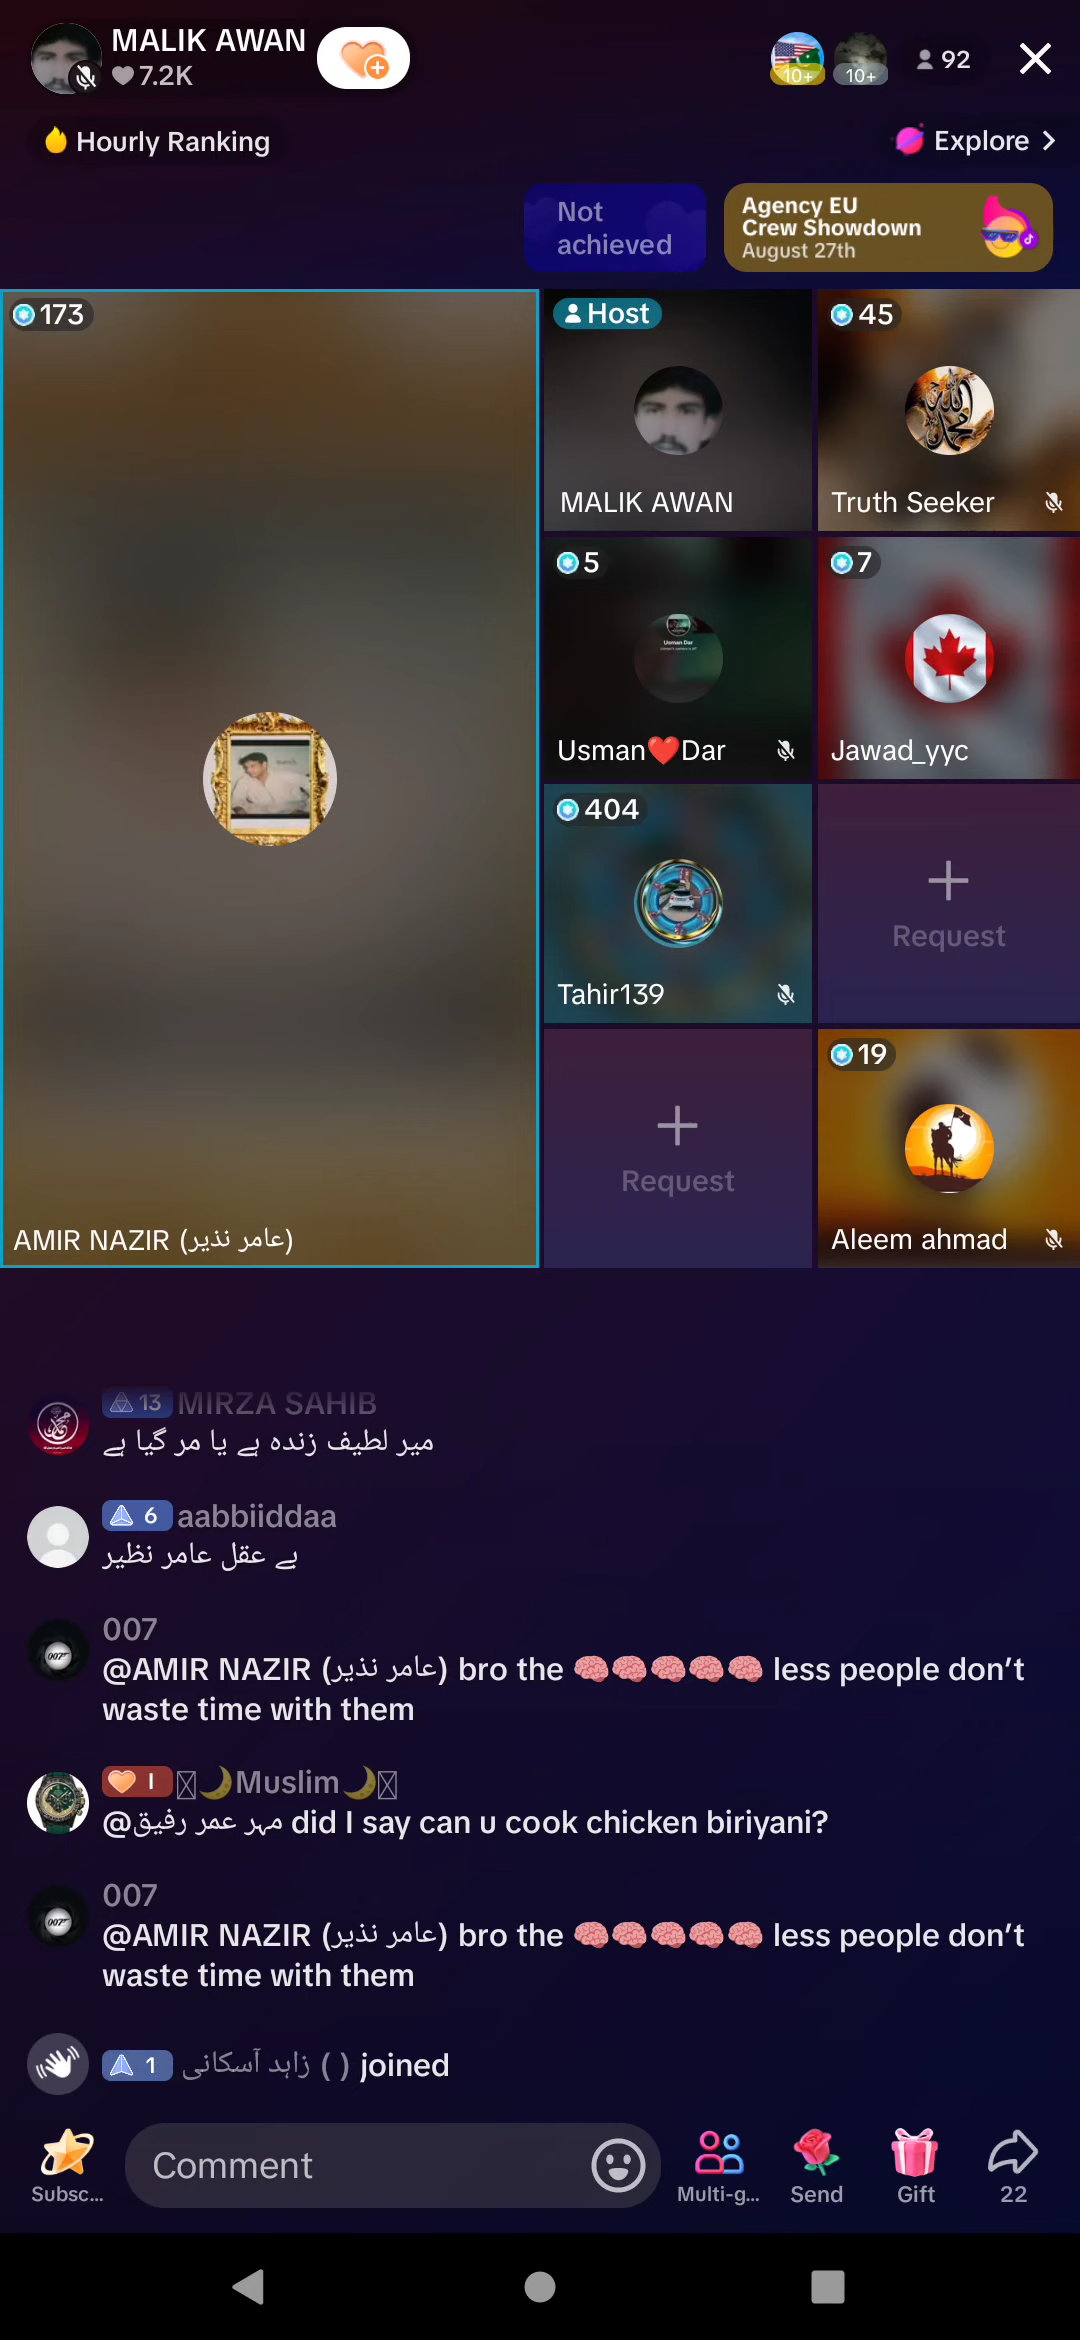 MALIK AWAN
7.2K
10+
10+
92
Hourly Ranking
Explore
Not
achieved
Agency EU
Crew Showdown
August 27th
173
AMIR NAZIR (عامر نذیر)
Host
MALIK AWAN
45
Truth Seeker
5
Usman Dar
Usman❤️Dar
7
Jawad_yyc
404
Tahir139
Request
Request
19
Aleem ahmad
13 MIRZA SAHIB
میر لطیف زندہ ہے یا مر گیا ہے
6 aabbiiddaa
بے عقل عامر نظیر
007
007
@AMIR NAZIR (عامر نذیر) bro the 🧠🧠🧠🧠🧠 less people don’t
waste time with them
I 🌙Muslim🌙
@مہر عمر رفیق did I say can u cook chicken biriyani?
007
007
@AMIR NAZIR (عامر نذیر) bro the 🧠🧠🧠🧠🧠 less people don’t
waste time with them
1 زاہد آسکانی ( ) joined
Subsc...
Comment
Multi-g...
Send
Gift
22